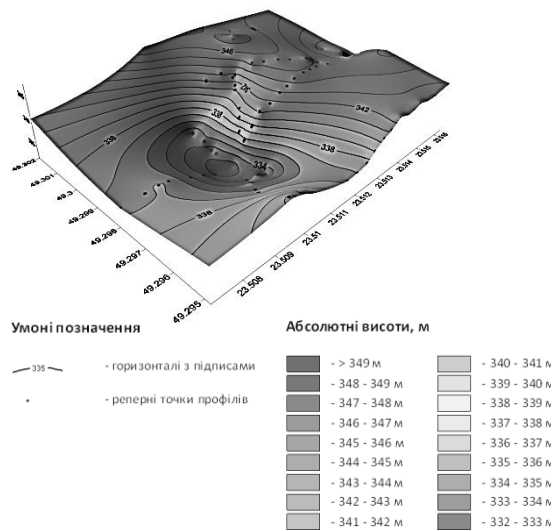 346
342
338
338
334
336
338
49.302
49.301
49.3
49.299
49.298
49.297
49.296
49.295
23.508
23.509
23.51
23.511
23.512
23.513
23.514
23.515
23.516
Умоні позначення
335 - горизонталі з підписами
- реперні точки профілів
Абсолютні висоти, м
- > 349 м
- 348 - 349 м
- 347 - 348 м
- 346 - 347 м
- 345 - 346 м
- 344 - 345 м
- 343 - 344 м
- 342 - 343 м
- 341 - 342 м
- 340 - 341 м
- 339 - 340 м
- 338 - 339 м
- 337 - 338 м
- 336 - 337 м
- 335 - 336 м
- 334 - 335 м
- 333 - 334 м
- 332 - 333 м